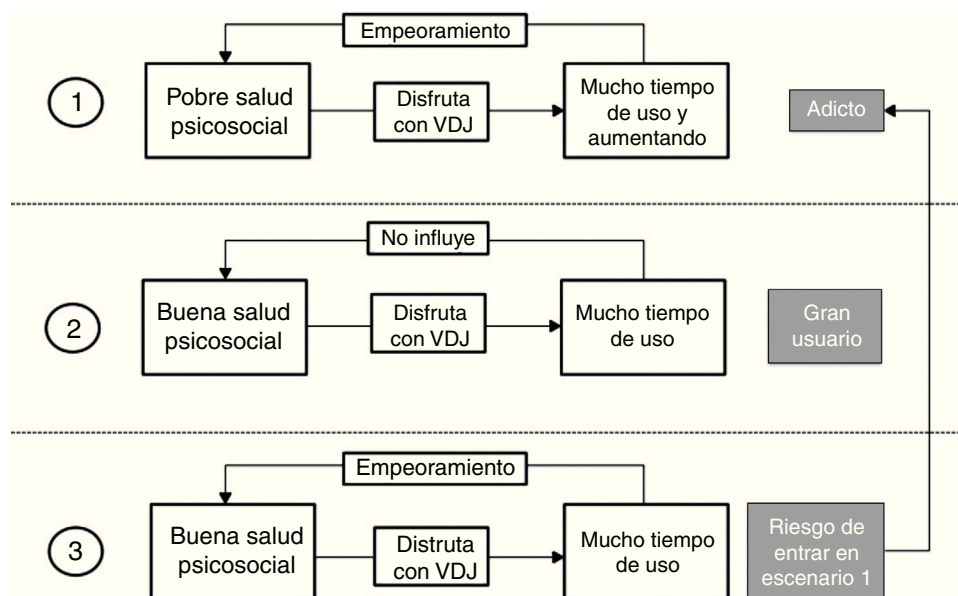 Empeoramiento
1
Pobre salud
psicosocial
Disfruta
con VDJ
Mucho tiempo
de uso y
aumentando
Adicto
No influye
2
Buena salud
psicosocial
Disfruta
con VDJ
Mucho tiempo
de uso
Gran
usuario
Empeoramiento
3
Buena salud
psicosocial
Distruta
con VDJ
Mucho tiempo
de uso
Riesgo de
entrar en
escenario 1